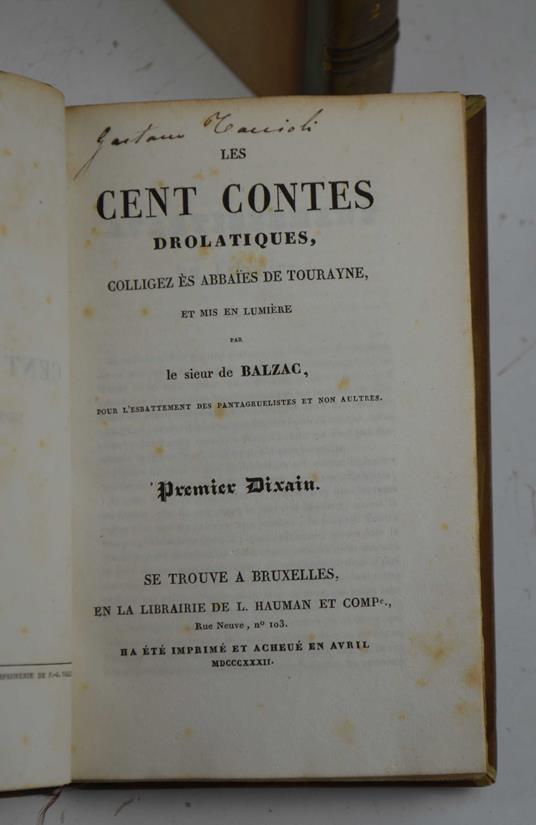 Gaetano Taccioli
LES
CENT CONTES
DROLATIQUES,
COLLIGEZ ÈS ABBAÏES DE TOURAYNE,
ET MIS EN LUMIÈRE
PAR
le sieur de BALZAC,
POUR L'ESBATTEMENT DES PANTAGRUELISTES ET NON AULTRES.
Premier Dixain.
SE TROUVE A BRUXELLES,
EN LA LIBRAIRIE DE L. HAUMAN ET COMPe.,
Rue Neuve, no 103.
HA ÉTÉ IMPRIMÉ ET ACHEUÉ EN AVRIL
MDCCCXXXII.